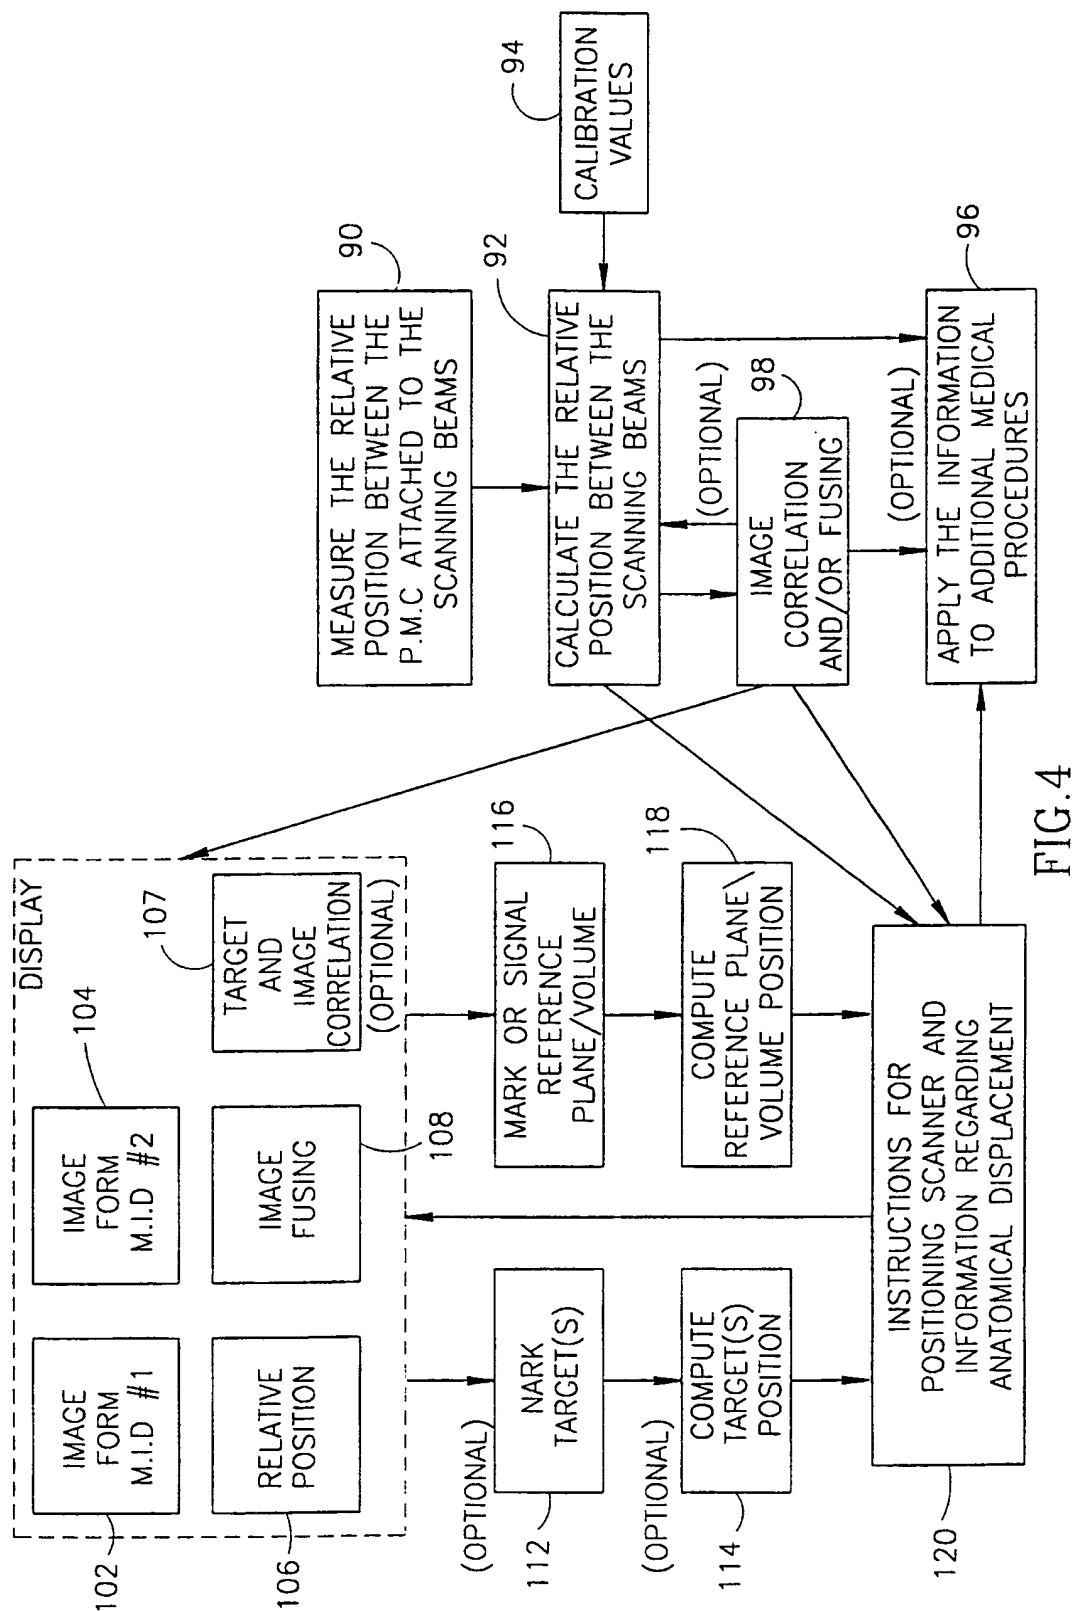 DISPLAY
102
IMAGE
FORM
M.I.D #1
104
IMAGE
FORM
M.I.D #2
106
RELATIVE
POSITION
108
IMAGE
FUSING
107
TARGET
AND
IMAGE
CORRELATION
(OPTIONAL)
90
MEASURE THE RELATIVE
POSITION BETWEEN THE
P.M.C ATTACHED TO THE
SCANNING BEAMS
92
CALCULATE THE RELATIVE
POSITION BETWEEN THE
SCANNING BEAMS
94
CALIBRATION
VALUES
(OPTIONAL)
98
IMAGE
CORRELATION
AND/OR FUSING
(OPTIONAL)
96
APPLY THE INFORMATION
TO ADDITIONAL MEDICAL
PROCEDURES
(OPTIONAL)
112
NARK
TARGET(S)
116
MARK OR SIGNAL
REFERENCE
PLANE/VOLUME
(OPTIONAL)
114
COMPUTE
TARGET(S)
POSITION
118
COMPUTE
REFERENCE PLANE\
VOLUME POSITION
120
INSTRUCTIONS FOR
POSITIONING SCANNER AND
INFORMATION REGARDING
ANATOMICAL DISPLACEMENT
FIG.4